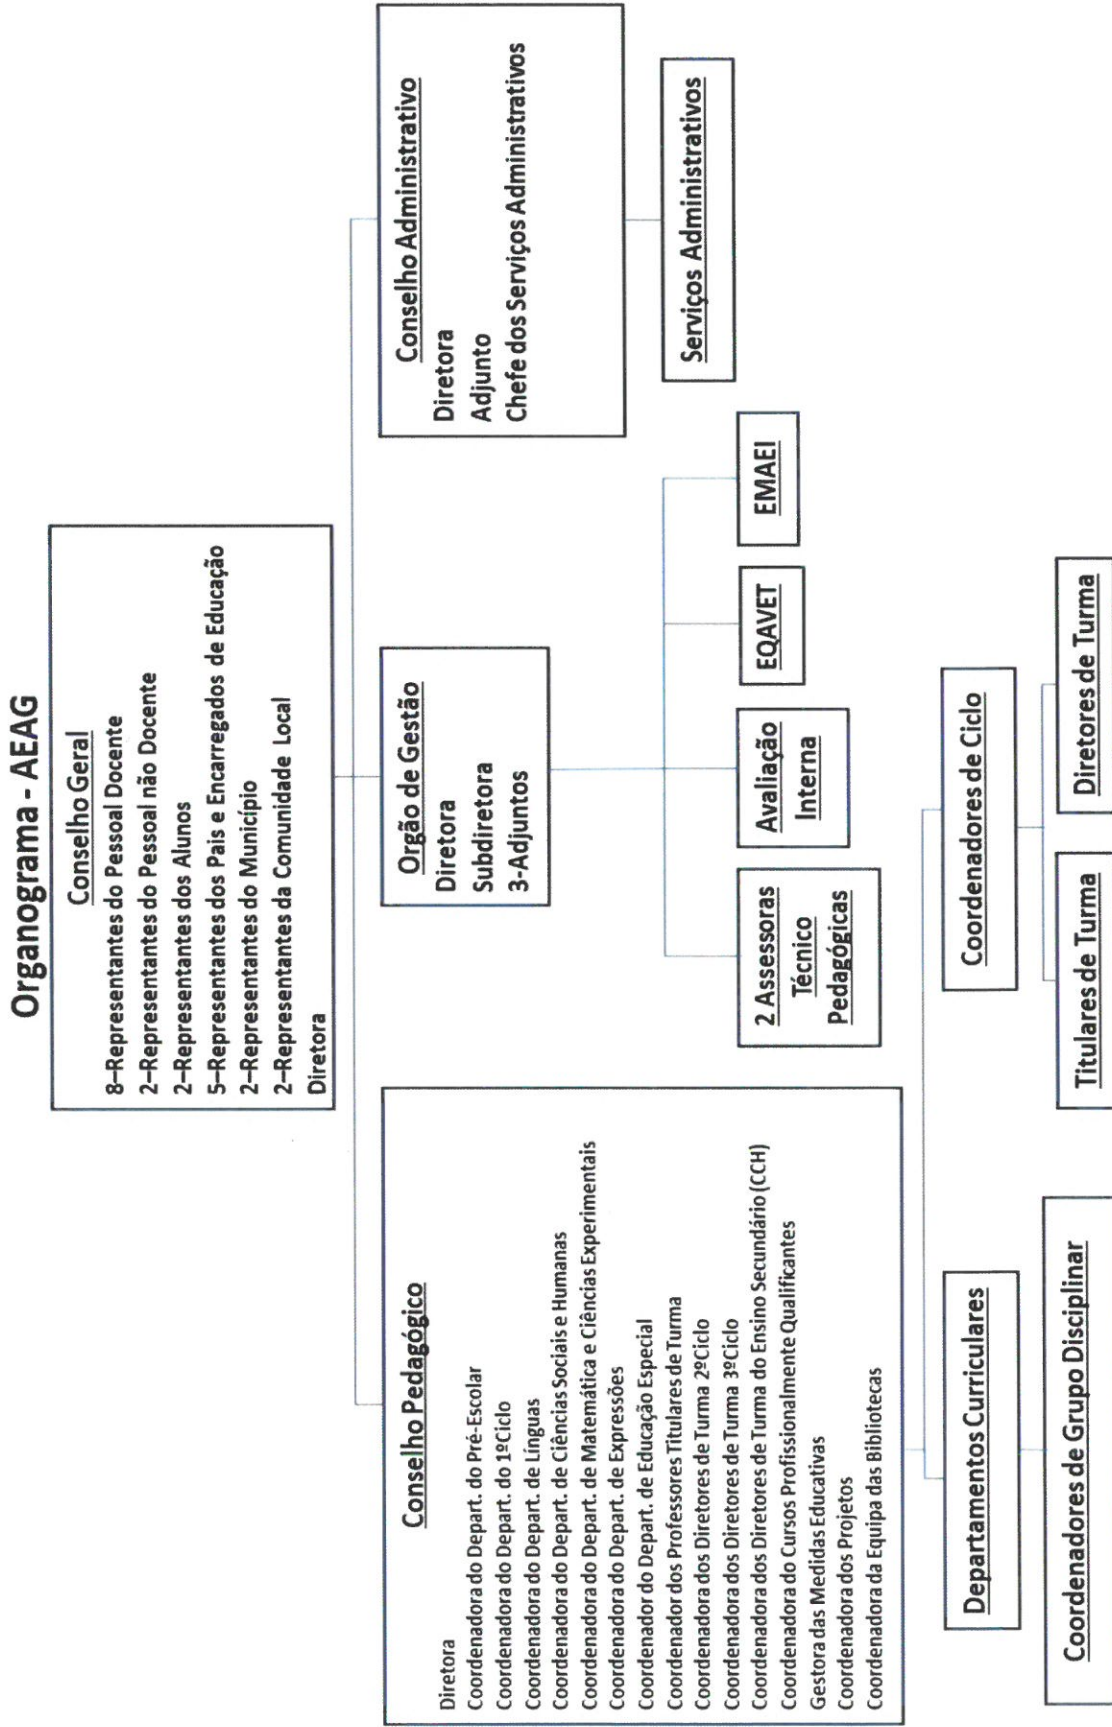 Organograma - AEAG
Conselho Geral
8–Representantes do Pessoal Docente
2–Representantes do Pessoal não Docente
2–Representantes dos Alunos
5–Representantes dos Pais e Encarregados de Educação
2–Representantes do Município
2–Representantes da Comunidade Local
Diretora
Conselho Pedagógico
Diretora
Coordenadora do Depart. do Pré-Escolar
Coordenadora do Depart. do 1ºCiclo
Coordenadora do Depart. de Línguas
Coordenador do Depart. de Ciências Sociais e Humanas
Coordenadora do Depart. de Matemática e Ciências Experimentais
Coordenadora do Depart. de Expressões
Coordenador do Depart. de Educação Especial
Coordenador dos Professores Titulares de Turma
Coordenadora dos Diretores de Turma 2ºCiclo
Coordenadora dos Diretores de Turma 3ºCiclo
Coordenadora dos Diretores de Turma do Ensino Secundário (CCH)
Coordenadora do Cursos Profissionalmente Qualificantes
Gestora das Medidas Educativas
Coordenadora dos Projetos
Coordenadora da Equipa das Bibliotecas
Orgão de Gestão
Diretora
Subdiretora
3-Adjuntos
Conselho Administrativo
Diretora
Adjunto
Chefe dos Serviços Administrativos
Serviços Administrativos
2 Assessoras
Técnico
Pedagógicas
Avaliação
Interna
EQAVET
EMAEI
Departamentos Curriculares
Coordenadores de Ciclo
Coordenadores de Grupo Disciplinar
Titulares de Turma
Diretores de Turma